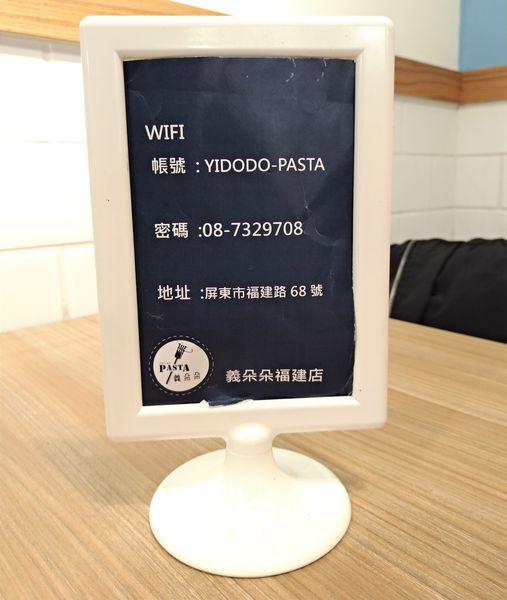 WIFI
帳號 : YIDODO-PASTA
密碼 :08-7329708
地址 :屏東市福建路 68 號
PASTA
義朵朵
義朵朵福建店